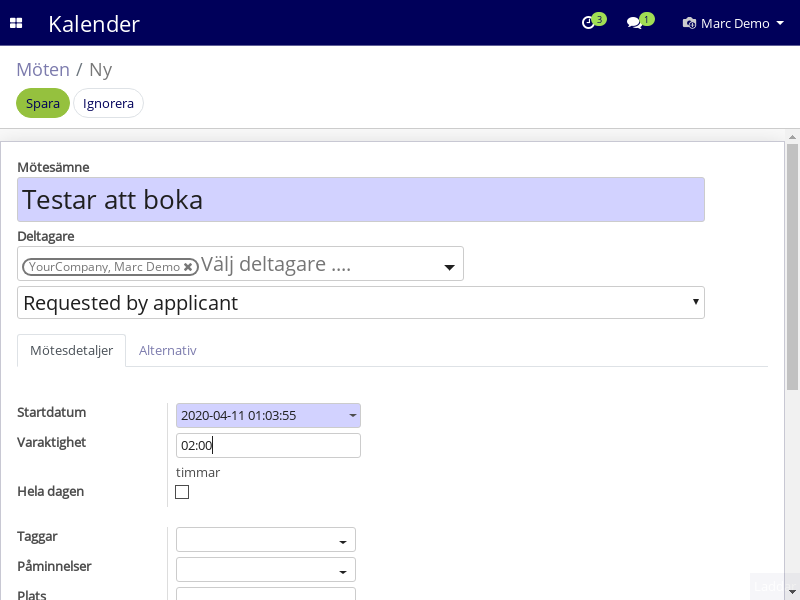 Kalender
3
1
Marc Demo
Möten / Ny
Spara
Ignorera
Mötesämne
Testar att boka
Deltagare
YourCompany, Marc Demo
Välj deltagare ....
Requested by applicant
Mötesdetaljer
Alternativ
Startdatum
2020-04-11 01:03:55
Varaktighet
02:00
timmar
Hela dagen
Taggar
Påminnelser
Plats